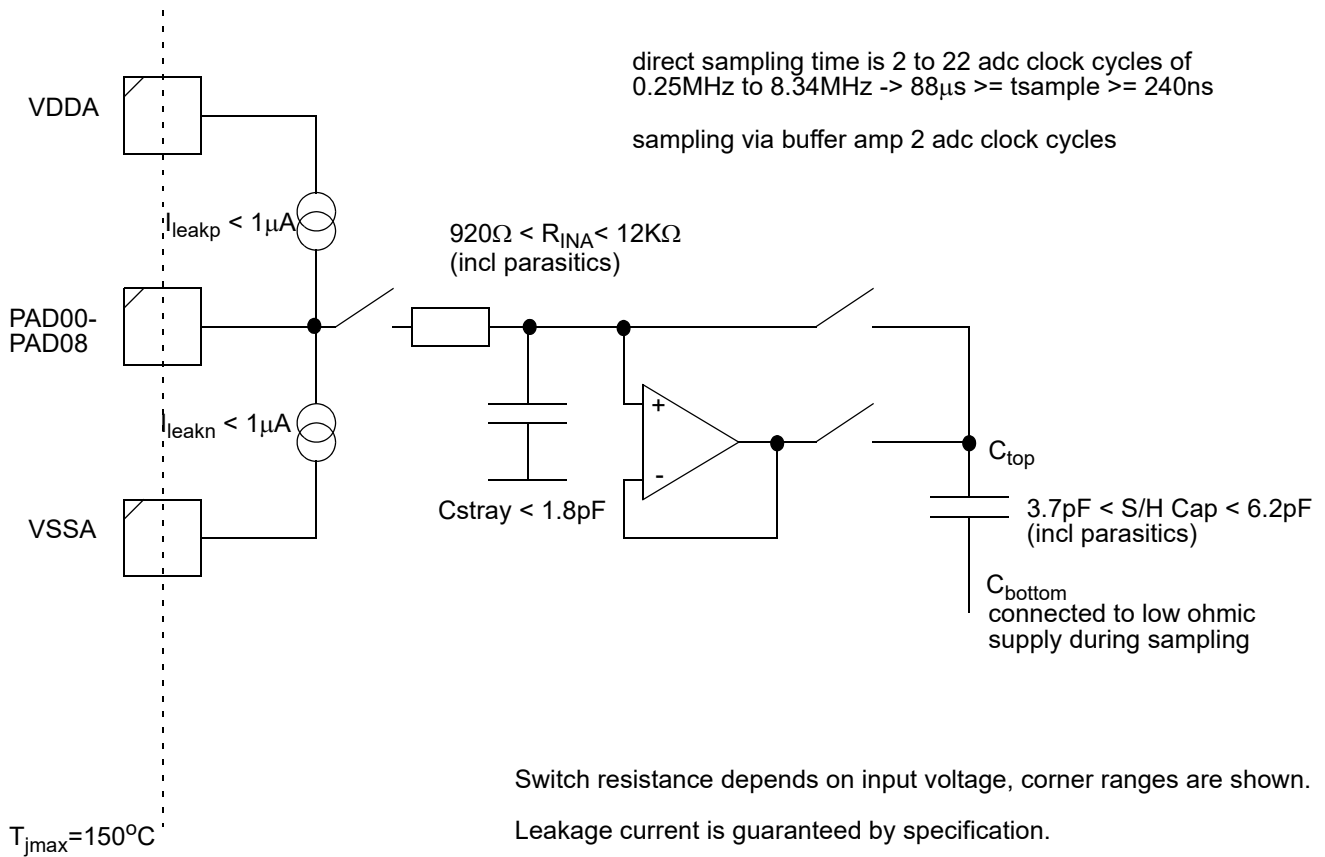 direct sampling time is 2 to 22 adc clock cycles of
0.25MHz to 8.34MHz -> 88μs >= tsample >= 240ns
sampling via buffer amp 2 adc clock cycles
VDDA
Ileakp < 1μA
920Ω < RINA< 12KΩ
(incl parasitics)
PAD00-
PAD08
Ileakn < 1μA
+
-
Cstray < 1.8pF
Ctop
3.7pF < S/H Cap < 6.2pF
(incl parasitics)
VSSA
Cbottom
connected to low ohmic
supply during sampling
Switch resistance depends on input voltage, corner ranges are shown.
Leakage current is guaranteed by specification.
Tjmax=150oC